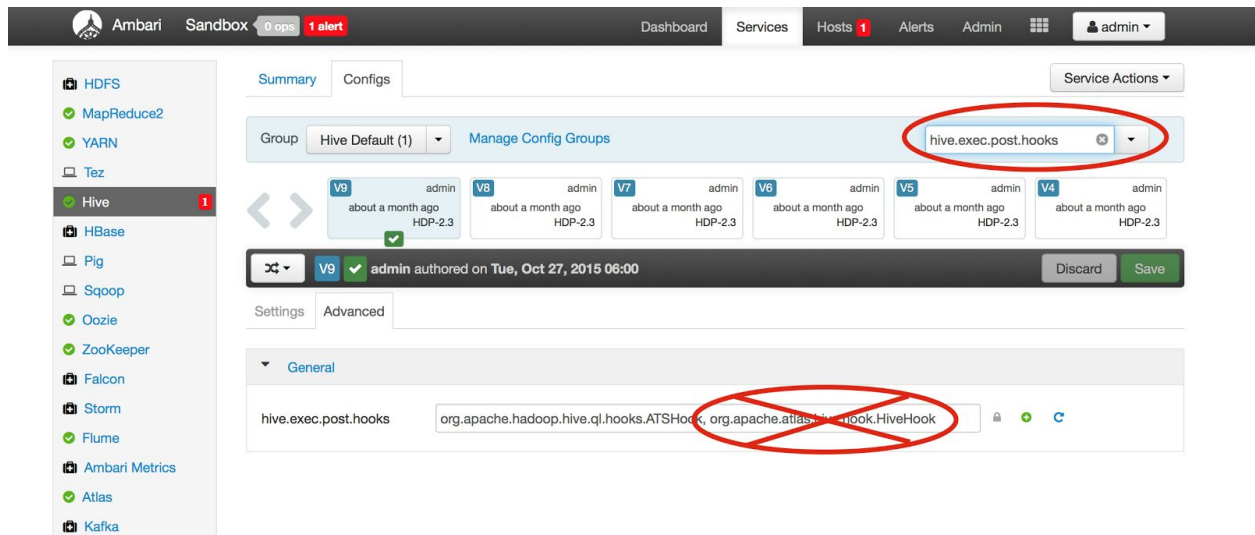 Ambari Sandbox 0 ops 1 alert Dashboard Services Hosts 1 Alerts Admin admin
HDFS
MapReduce2
YARN
Tez
Hive 1
HBase
Pig
Sqoop
Oozie
ZooKeeper
Falcon
Storm
Flume
Ambari Metrics
Atlas
Kafka
Summary Configs Service Actions
Group Hive Default (1) Manage Config Groups hive.exec.post.hooks
V9 admin
about a month ago
HDP-2.3
V8 admin
about a month ago
HDP-2.3
V7 admin
about a month ago
HDP-2.3
V6 admin
about a month ago
HDP-2.3
V5 admin
about a month ago
HDP-2.3
V4 admin
about a month ago
HDP-2.3
V9 admin authored on Tue, Oct 27, 2015 06:00 Discard Save
Settings Advanced
General
hive.exec.post.hooks org.apache.hadoop.hive.ql.hooks.ATSHook, org.apache.atlas.hive.hook.HiveHook